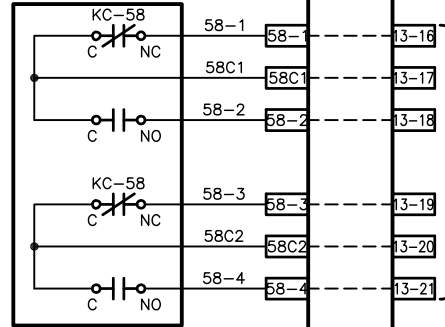 KC-58
58-1 58-1 13-16
C NC
58C1 58C1 13-17
58-2 58-2 13-18
C NO
KC-58
58-3 58-3 13-19
C NC
58C2 58C2 13-20
58-4 58-4 13-21
C NO